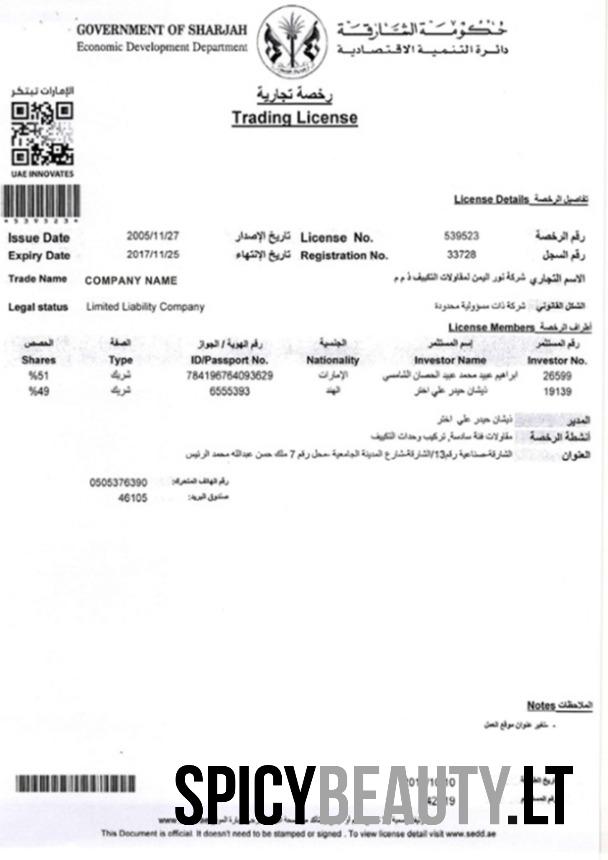 GOVERNMENT OF SHARJAH
Economic Development Department
حكومة الشارقة
دائرة التنمية الاقتصادية
الإمارات تبتكر
UAE INNOVATES
رخصة تجارية
Trading License
تفاصيل الرخصة License Details
Issue Date 2005/11/27 تاريخ الإصدار License No. 539523 رقم الرخصة
Expiry Date 2017/11/25 تاريخ الإنتهاء Registration No. 33728 رقم السجل
Trade Name COMPANY NAME شركة نور اليمن لمقاولات التكييف ذ م م الاسم التجاري
Legal status Limited Liability Company شركة ذات مسؤولية محدودة الشكل القانوني
أطراف الرخصة License Members
الحصص الصفة رقم الهوية / الجواز الجنسية إسم المستثمر رقم المستثمر
Shares Type ID/Passport No. Nationality Investor Name Investor No.
%51 شريك 784196764093629 الإمارات ابراهيم عبيد محمد عبيد الحصان الشامسي 26599
%49 شريك 6555393 الهند ذيشان حيدر علي اختر 19139
المدير ذيشان حيدر علي اختر
أنشطة الرخصة مقاولات فئة سادسة, تركيب وحدات التكييف
العنوان الشارقة-صناعية رقم13/الشارقة-شارع المدينة الجامعية -محل رقم 7 ملك حسن عبدالله محمد الرئيس
رقم الهاتف المتحرك: 0505376390
صندوق البريد: 46105
الملاحظات Notes
- تغير عنوان موقع العمل
SPICYBEAUTY.LT
This Document is official. It doesn't need to be stamped or signed . To view license detail visit www.sedd.ae